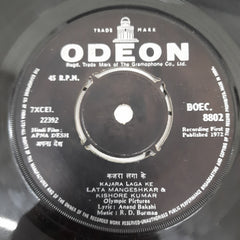 TRADE MARK
ODEON
Regd. Trade Mark of The Gramophone Co., Ltd.
45 R.P.M.
7XCEI.
22392
BOEC.
8802
Hindi Film:
APNA DESH
अपना देश
Recording First
Published 1972
कजरा लगा के
KAJARA LAGA KE
LATA MANGESHKAR &
KISHORE KUMAR
Olympic Pictures
Lyric: Anand Bakshi
Music: R. D. Burman